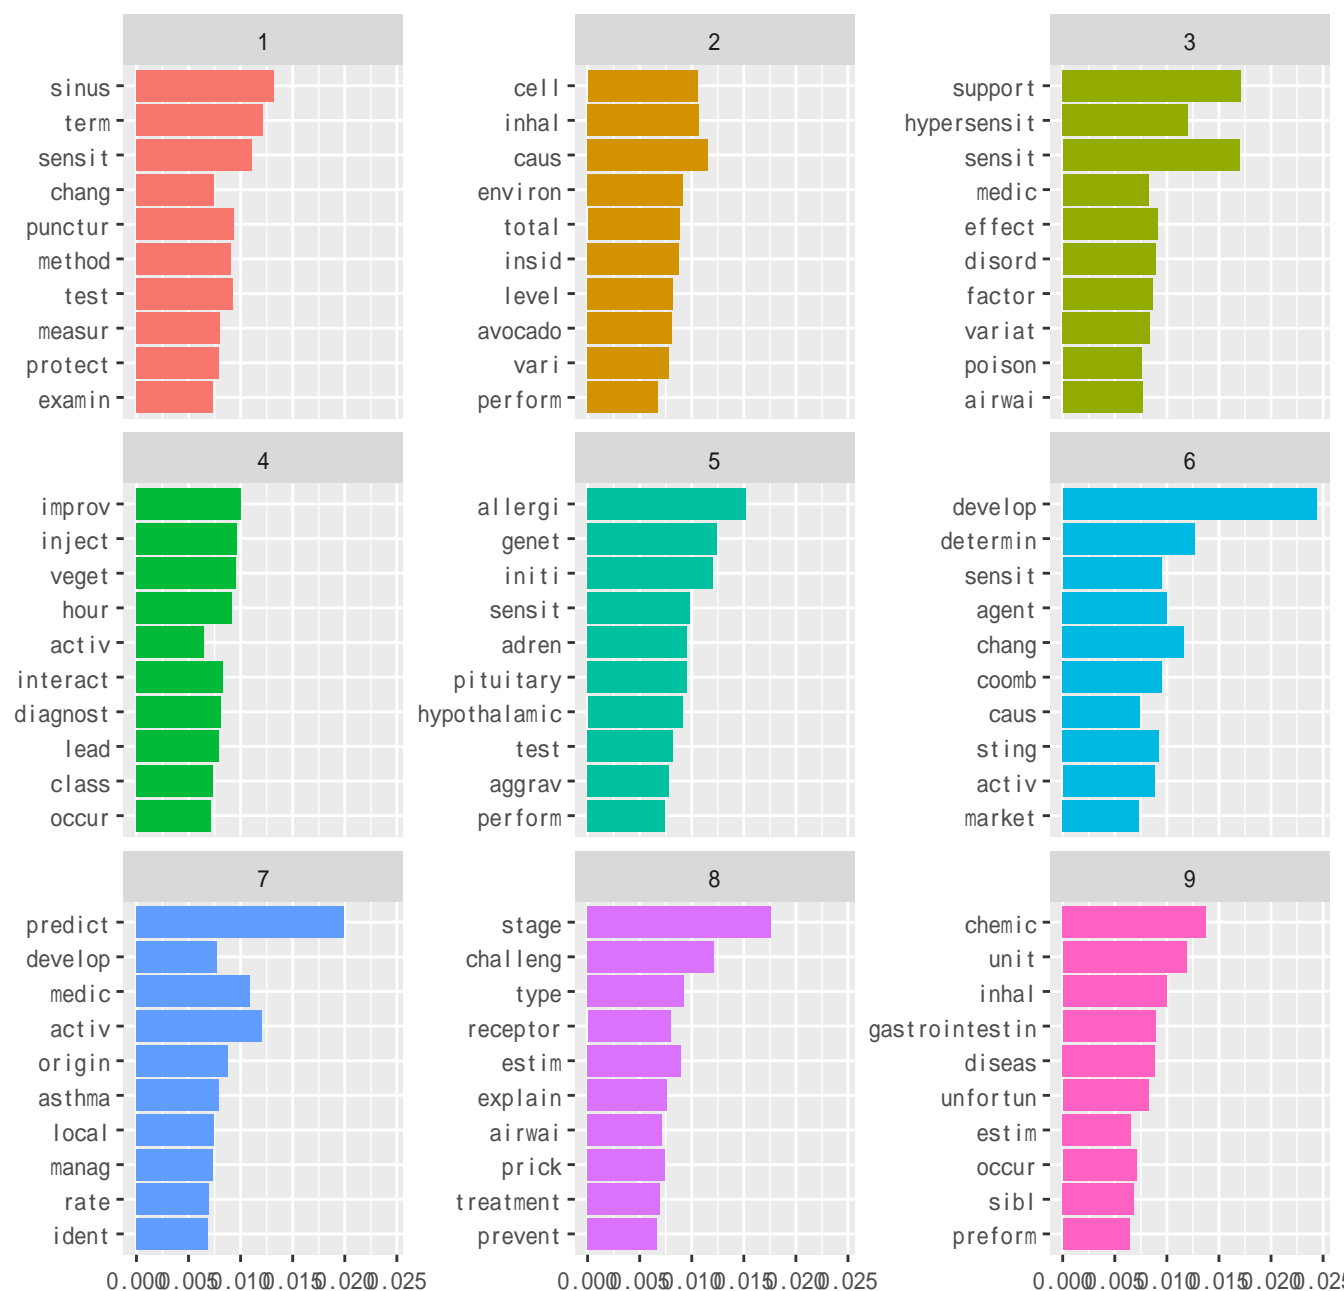 1
sinus
term
sensit
chang
punctur
method
test
measur
protect
examin
2
cell
inhal
caus
environ
total
insid
level
avocado
vari
perform
3
support
hypersensit
sensit
medic
effect
disord
factor
variat
poison
airwai
4
improv
inject
veget
hour
activ
interact
diagnost
lead
class
occur
5
allergi
genet
initi
sensit
adren
pituitary
hypothalamic
test
aggrav
perform
6
develop
determin
sensit
agent
chang
coomb
caus
sting
activ
market
7
predict
develop
medic
activ
origin
asthma
local
manag
rate
ident
0.000 0.005 0.010 0.015 0.020 0.025
8
stage
challeng
type
receptor
estim
explain
airwai
prick
treatment
prevent
0.000 0.005 0.010 0.015 0.020 0.025
9
chemic
unit
inhal
gastrointestin
diseas
unfortun
estim
occur
sibl
preform
0.000 0.005 0.010 0.015 0.020 0.025